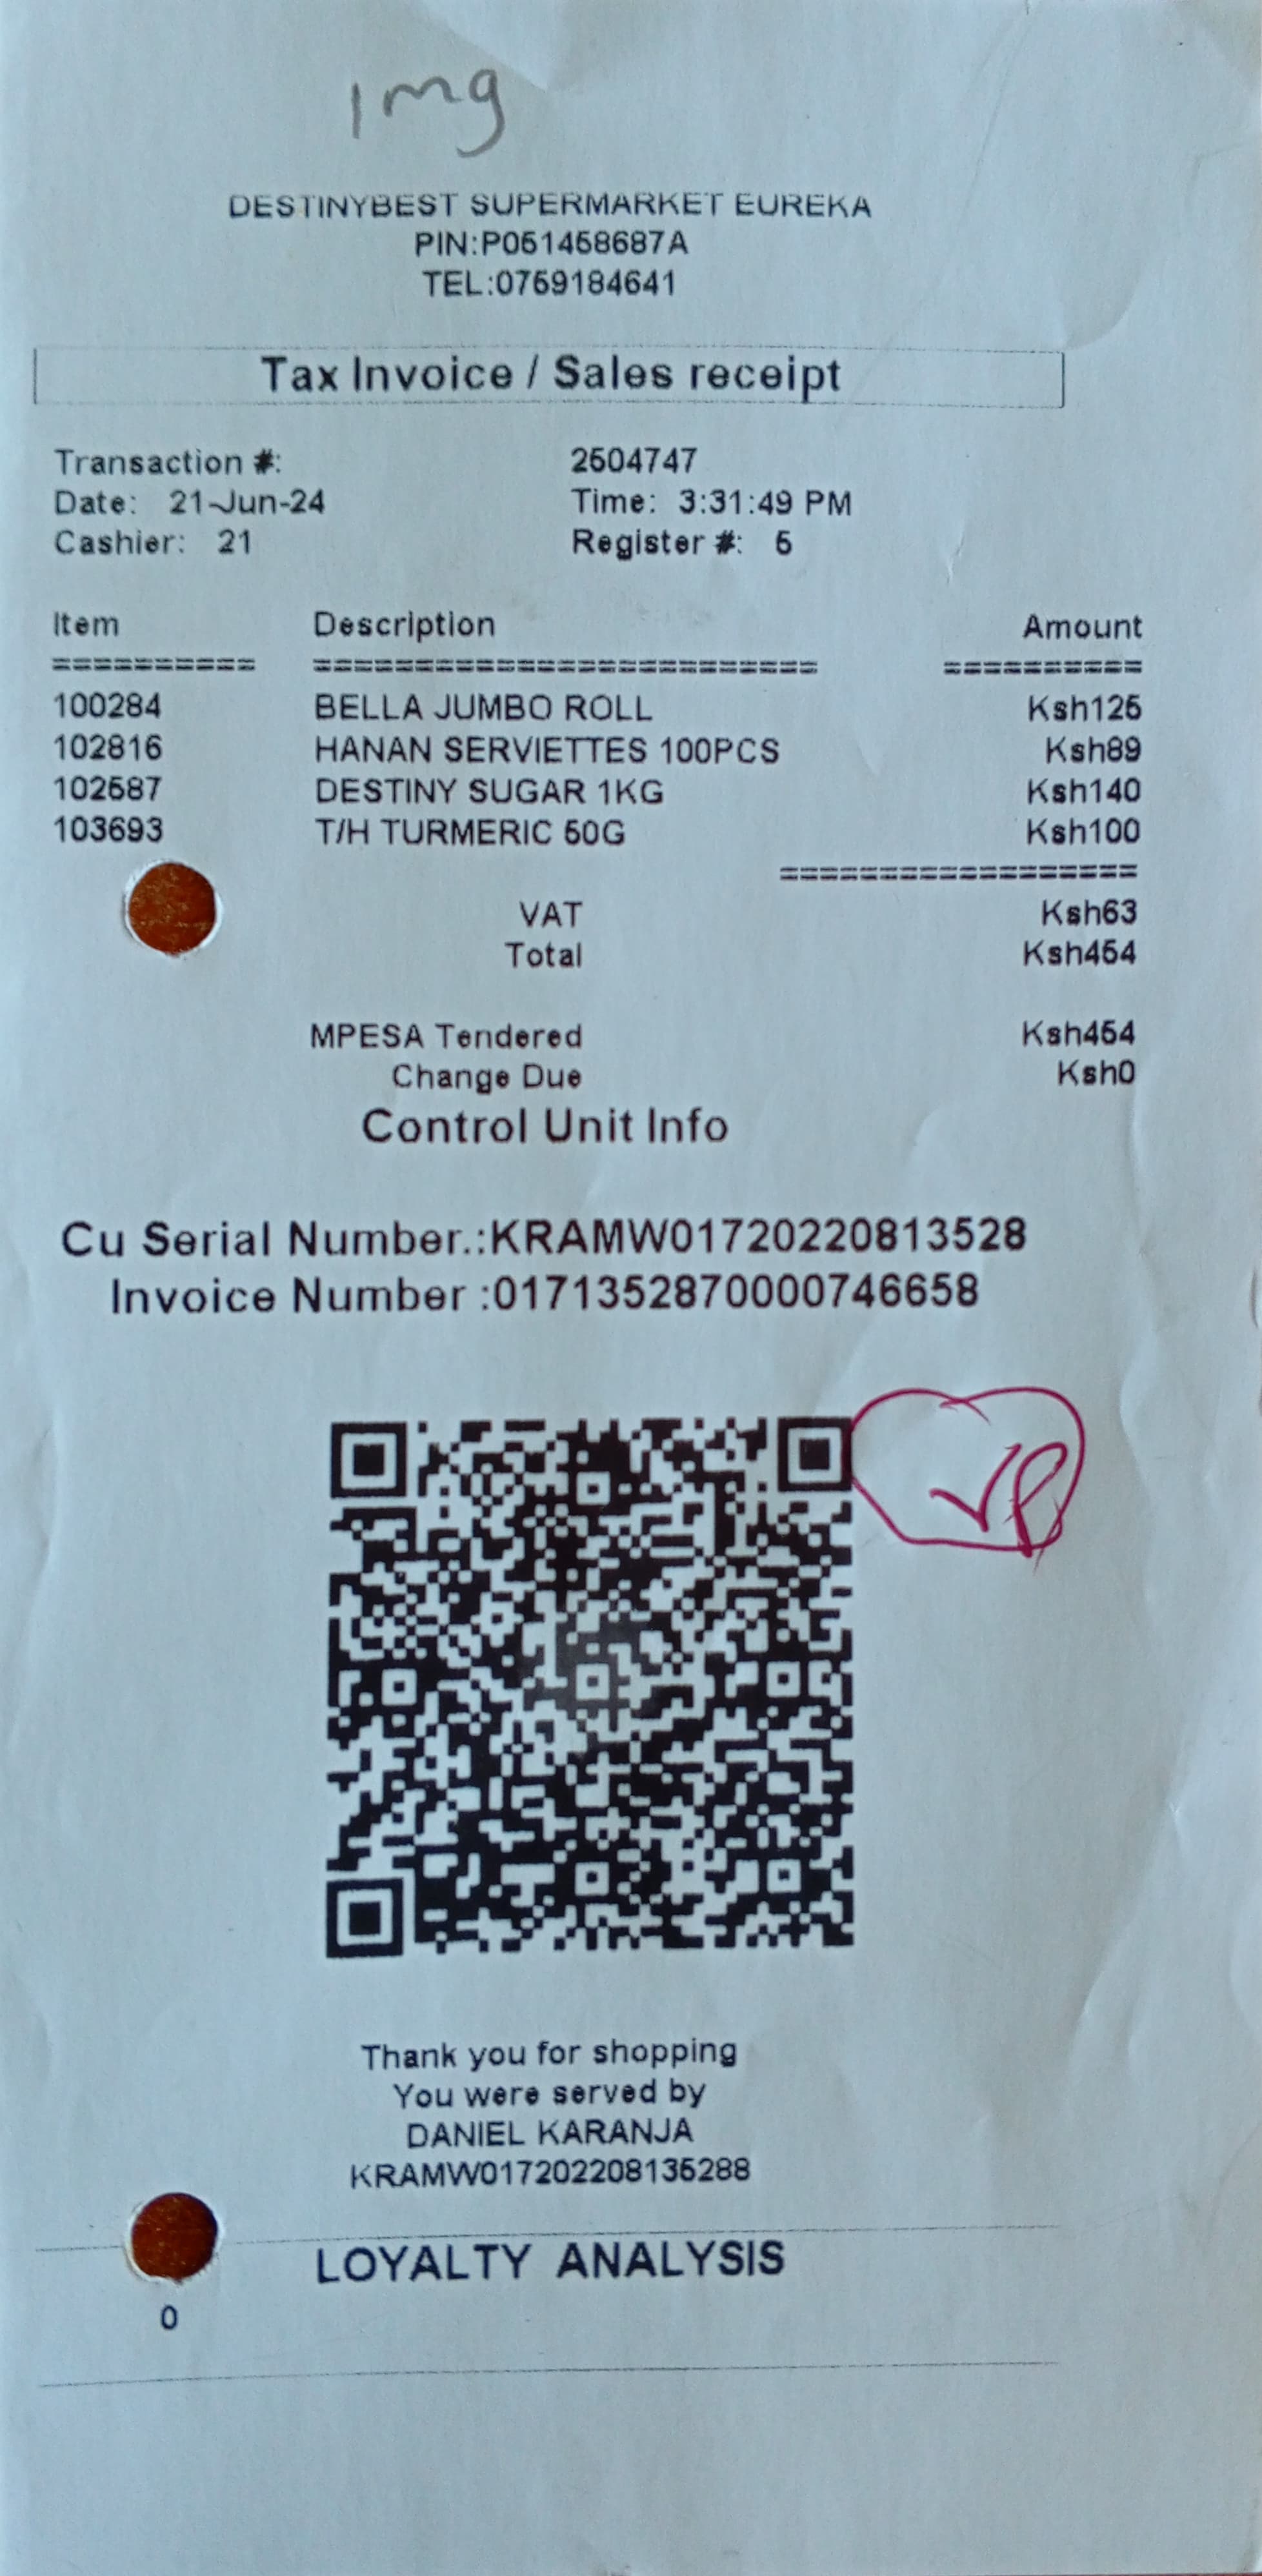 1mg
DESTINYBEST SUPERMARKET EUREKA
PIN:P051458687A
TEL:0759184641
Tax Invoice / Sales receipt
Transaction #: 2504747
Date: 21-Jun-24 Time: 3:31:49 PM
Cashier: 21 Register #: 5
Item Description Amount
========== ========================= ==========
100284 BELLA JUMBO ROLL Ksh125
102816 HANAN SERVIETTES 100PCS Ksh89
102587 DESTINY SUGAR 1KG Ksh140
103693 T/H TURMERIC 50G Ksh100
==================
VAT Ksh63
Total Ksh454
MPESA Tendered Ksh454
Change Due Ksh0
Control Unit Info
Cu Serial Number.:KRAMW01720220813528
Invoice Number :0171352870000746658
VP
Thank you for shopping
You were served by
DANIEL KARANJA
KRAMW017202208135288
LOYALTY ANALYSIS
0